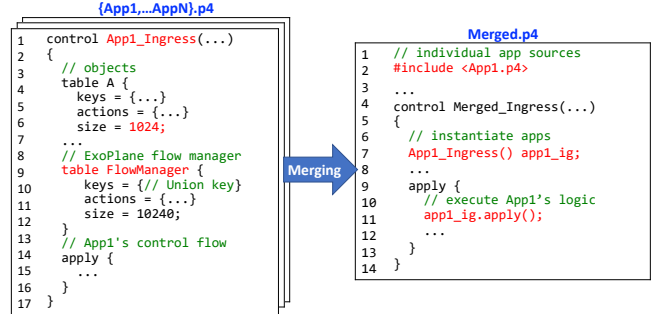 {App1,…AppN}.p4
1 control App1_Ingress(...)
2 {
3 // objects
4 table A {
5 keys = {...}
actions = {...}
6 size = 1024;
7 ...
8 // ExoPlane flow manager
9 table FlowManager {
10 keys = {// Union key}
actions = {...}
11 size = 10240;
12 }
13 // App1's control flow
14 apply {
15 ...
16 }
17 }
Merging
Merged.p4
1 // individual app sources
2 #include <App1.p4>
3 ...
4 control Merged_Ingress(...)
5 {
6 // instantiate apps
7 App1_Ingress() app1_ig;
8 ...
9 apply {
10 // execute App1’s logic
11 app1_ig.apply();
12 ...
13 }
14 }